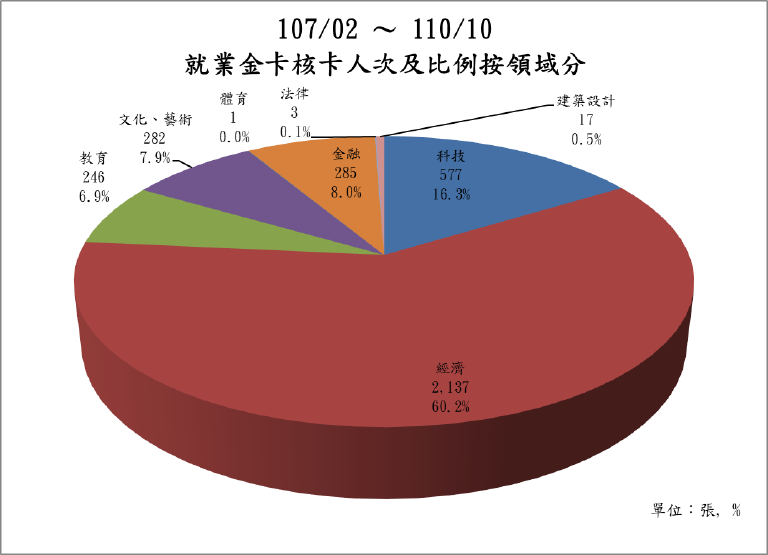 107/02 ～ 110/10
就業金卡核卡人次及比例按領域分
法律
3
0.1%
體育
1
0.0%
建築設計
17
0.5%
文化、藝術
282
7.9%
教育
246
6.9%
金融
285
8.0%
科技
577
16.3%
經濟
2,137
60.2%
單位：張, %